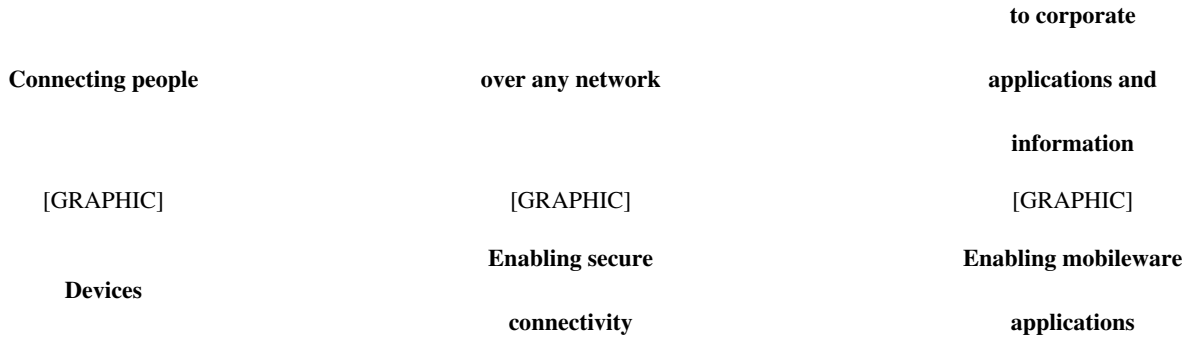 Connecting people
over any network
to corporate
applications and
information
[GRAPHIC]
[GRAPHIC]
[GRAPHIC]
Devices
Enabling secure
connectivity
Enabling mobileware
applications